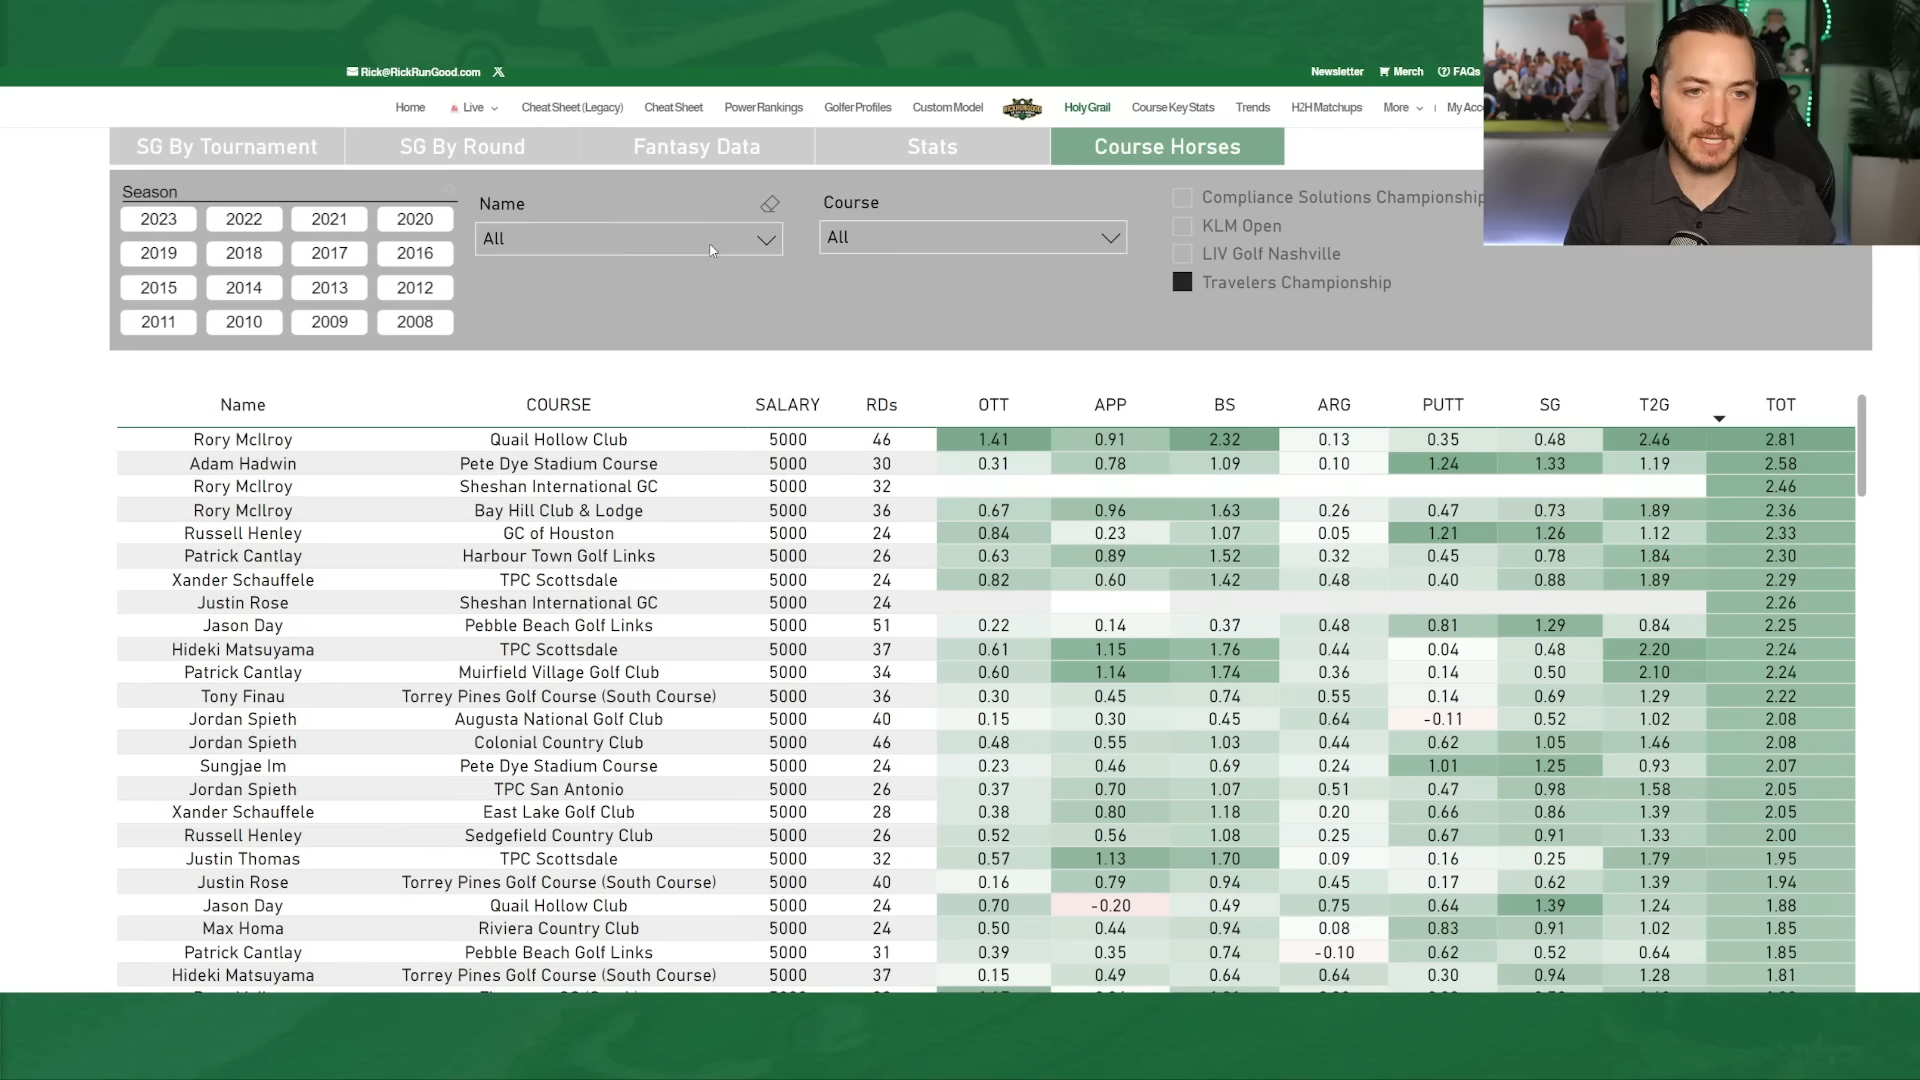 Rick@RickRunGood.com
Newsletter Merch FAQs
Home Live Cheat Sheet (Legacy) Cheat Sheet Power Rankings Golfer Profiles Custom Model Holy Grail Course Key Stats Trends H2H Matchups More My Acc
SG By Tournament SG By Round Fantasy Data Stats Course Horses
Season
2023 2022 2021 2020
2019 2018 2017 2016
2015 2014 2013 2012
2011 2010 2009 2008
Name
All
Course
All
Compliance Solutions Championship
KLM Open
LIV Golf Nashville
Travelers Championship
Name COURSE SALARY RDs OTT APP BS ARG PUTT SG T2G TOT
Rory McIlroy Quail Hollow Club 5000 46 1.41 0.91 2.32 0.13 0.35 0.48 2.46 2.81
Adam Hadwin Pete Dye Stadium Course 5000 30 0.31 0.78 1.09 0.10 1.24 1.33 1.19 2.58
Rory McIlroy Sheshan International GC 5000 32 2.46
Rory McIlroy Bay Hill Club & Lodge 5000 36 0.67 0.96 1.63 0.26 0.47 0.73 1.89 2.36
Russell Henley GC of Houston 5000 24 0.84 0.23 1.07 0.05 1.21 1.26 1.12 2.33
Patrick Cantlay Harbour Town Golf Links 5000 26 0.63 0.89 1.52 0.32 0.45 0.78 1.84 2.30
Xander Schauffele TPC Scottsdale 5000 24 0.82 0.60 1.42 0.48 0.40 0.88 1.89 2.29
Justin Rose Sheshan International GC 5000 24 2.26
Jason Day Pebble Beach Golf Links 5000 51 0.22 0.14 0.37 0.48 0.81 1.29 0.84 2.25
Hideki Matsuyama TPC Scottsdale 5000 37 0.61 1.15 1.76 0.44 0.04 0.48 2.20 2.24
Patrick Cantlay Muirfield Village Golf Club 5000 34 0.60 1.14 1.74 0.36 0.14 0.50 2.10 2.24
Tony Finau Torrey Pines Golf Course (South Course) 5000 36 0.30 0.45 0.74 0.55 0.14 0.69 1.29 2.22
Jordan Spieth Augusta National Golf Club 5000 40 0.15 0.30 0.45 0.64 -0.11 0.52 1.02 2.08
Jordan Spieth Colonial Country Club 5000 46 0.48 0.55 1.03 0.44 0.62 1.05 1.46 2.08
Sungjae Im Pete Dye Stadium Course 5000 24 0.23 0.46 0.69 0.24 1.01 1.25 0.93 2.07
Jordan Spieth TPC San Antonio 5000 26 0.37 0.70 1.07 0.51 0.47 0.98 1.58 2.05
Xander Schauffele East Lake Golf Club 5000 28 0.38 0.80 1.18 0.20 0.66 0.86 1.39 2.05
Russell Henley Sedgefield Country Club 5000 26 0.52 0.56 1.08 0.25 0.67 0.91 1.33 2.00
Justin Thomas TPC Scottsdale 5000 32 0.57 1.13 1.70 0.09 0.16 0.25 1.79 1.95
Justin Rose Torrey Pines Golf Course (South Course) 5000 40 0.16 0.79 0.94 0.45 0.17 0.62 1.39 1.94
Jason Day Quail Hollow Club 5000 24 0.70 -0.20 0.49 0.75 0.64 1.39 1.24 1.88
Max Homa Riviera Country Club 5000 24 0.50 0.44 0.94 0.08 0.83 0.91 1.02 1.85
Patrick Cantlay Pebble Beach Golf Links 5000 31 0.39 0.35 0.74 -0.10 0.62 0.52 0.64 1.85
Hideki Matsuyama Torrey Pines Golf Course (South Course) 5000 37 0.15 0.49 0.64 0.64 0.30 0.94 1.28 1.81